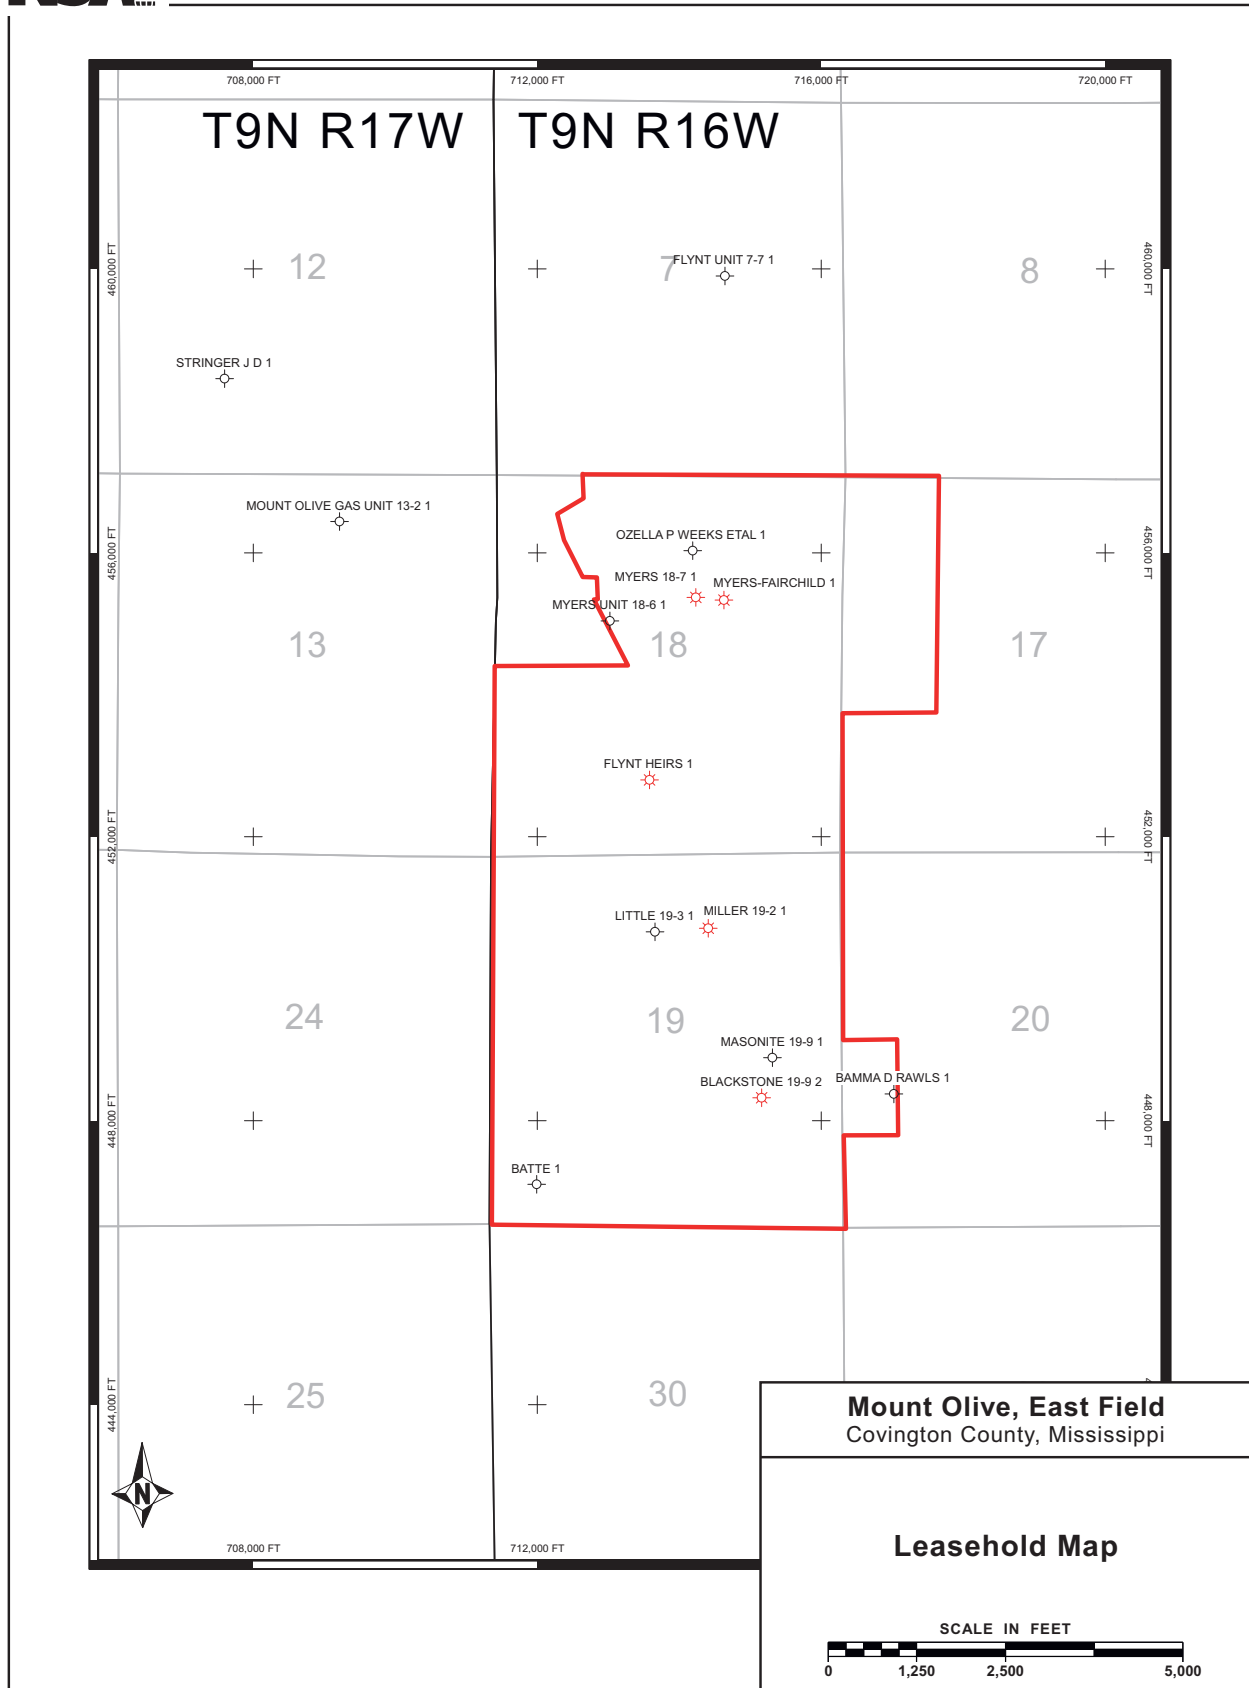 708,000 FT
712,000 FT
716,000 FT
720,000 FT
T9N R17W
T9N R16W
460,000 FT
12
7
FLYNT UNIT 7-7 1
8
460,000 FT
STRINGER J D 1
MOUNT OLIVE GAS UNIT 13-2 1
456,000 FT
OZELLA P WEEKS ETAL 1
456,000 FT
MYERS 18-7 1
MYERS-FAIRCHILD 1
MYERS UNIT 18-6 1
13
18
17
FLYNT HEIRS 1
452,000 FT
452,000 FT
LITTLE 19-3 1
MILLER 19-2 1
24
19
20
MASONITE 19-9 1
BLACKSTONE 19-9 2
BAMMA D RAWLS 1
448,000 FT
448,000 FT
BATTE 1
444,000 FT
25
30
N
708,000 FT
712,000 FT
Mount Olive, East Field
Covington County, Mississippi
Leasehold Map
SCALE IN FEET
0
1,250
2,500
5,000